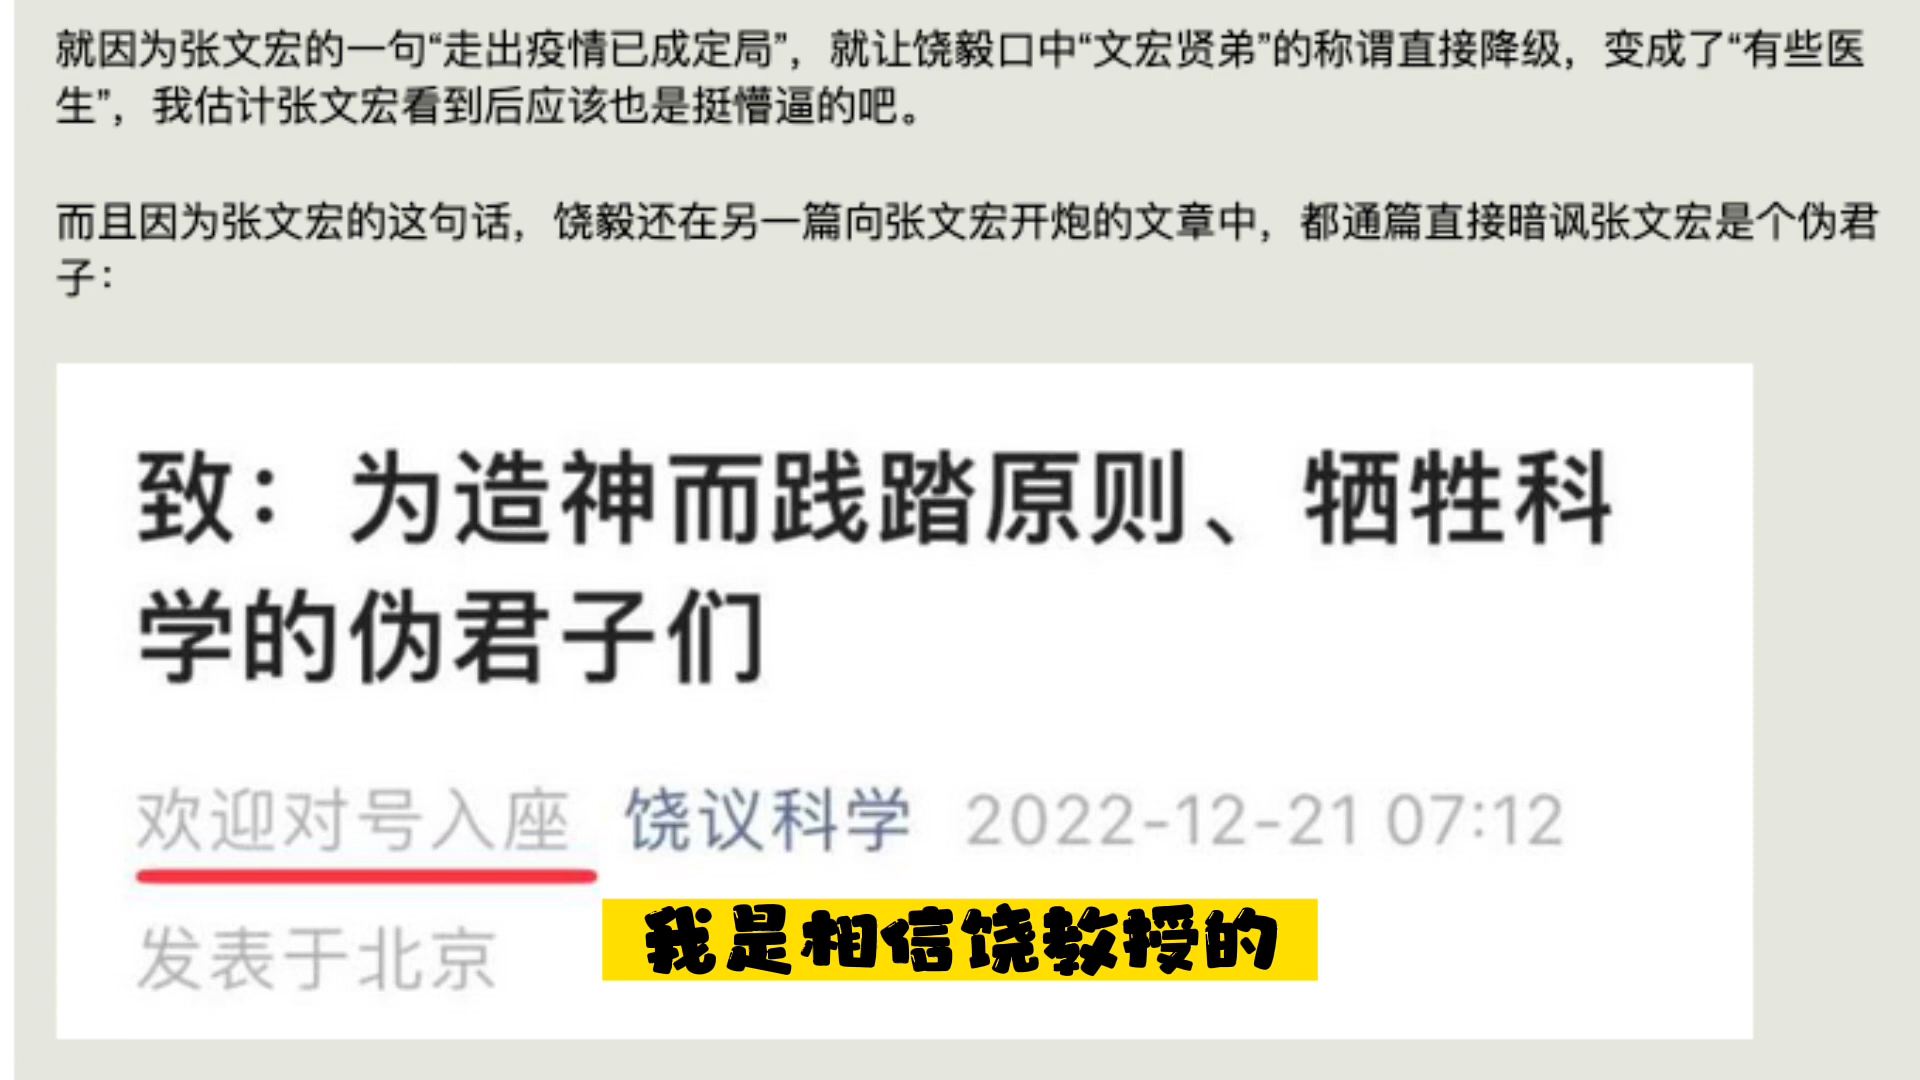 就因为张文宏的一句“走出疫情已成定局”，就让饶毅口中“文宏贤弟”的称谓直接降级，变成了“有些医
生”，我估计张文宏看到后应该也是挺懵逼的吧。
而且因为张文宏的这句话，饶毅还在另一篇向张文宏开炮的文章中，都通篇直接暗讽张文宏是个伪君
子：
致：为造神而践踏原则、牺牲科
学的伪君子们
欢迎对号入座 饶议科学 2022-12-21 07:12
发表于北京
我是相信饶教授的